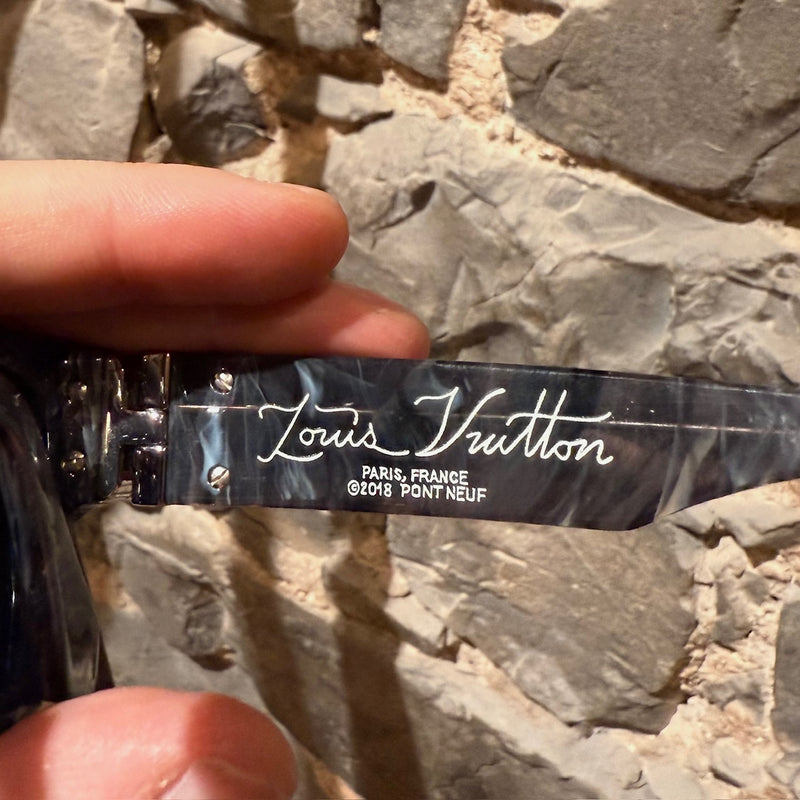 Louis Vuitton
PARIS, FRANCE
©2018 PONT NEUF